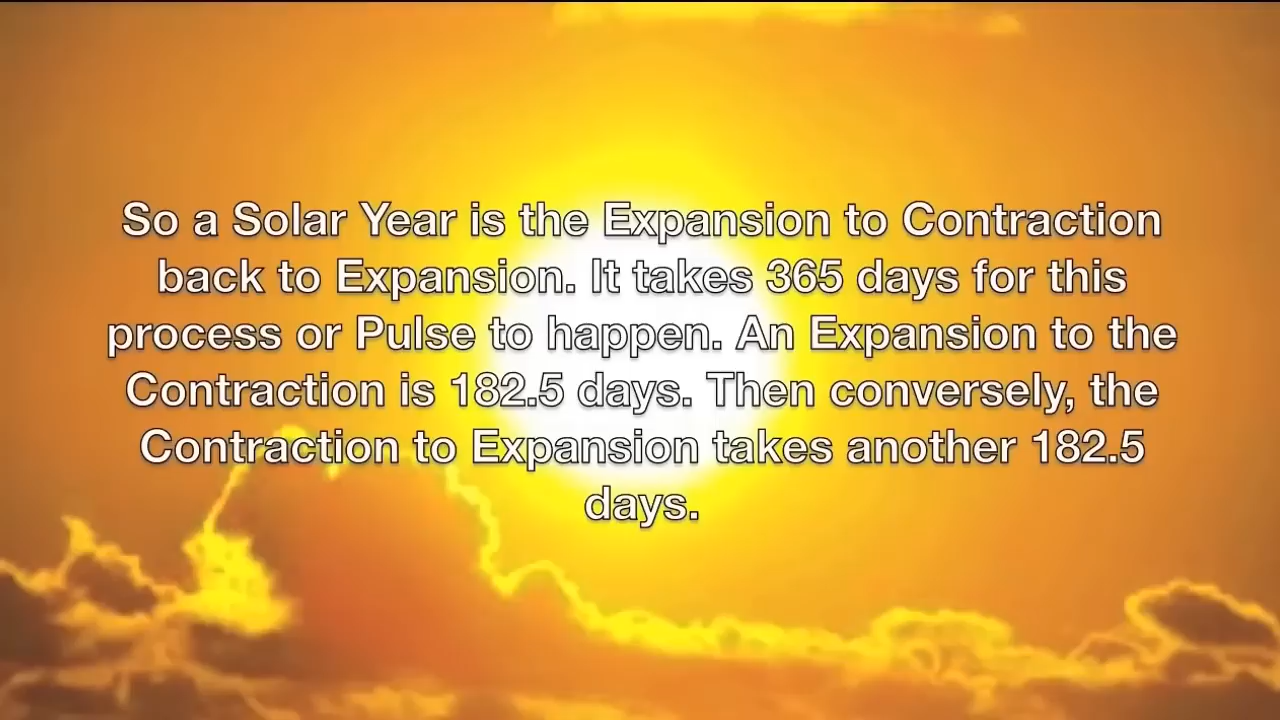 So a Solar Year is the Expansion to Contraction
back to Expansion. It takes 365 days for this
process or Pulse to happen. An Expansion to the
Contraction is 182.5 days. Then conversely, the
Contraction to Expansion takes another 182.5
days.